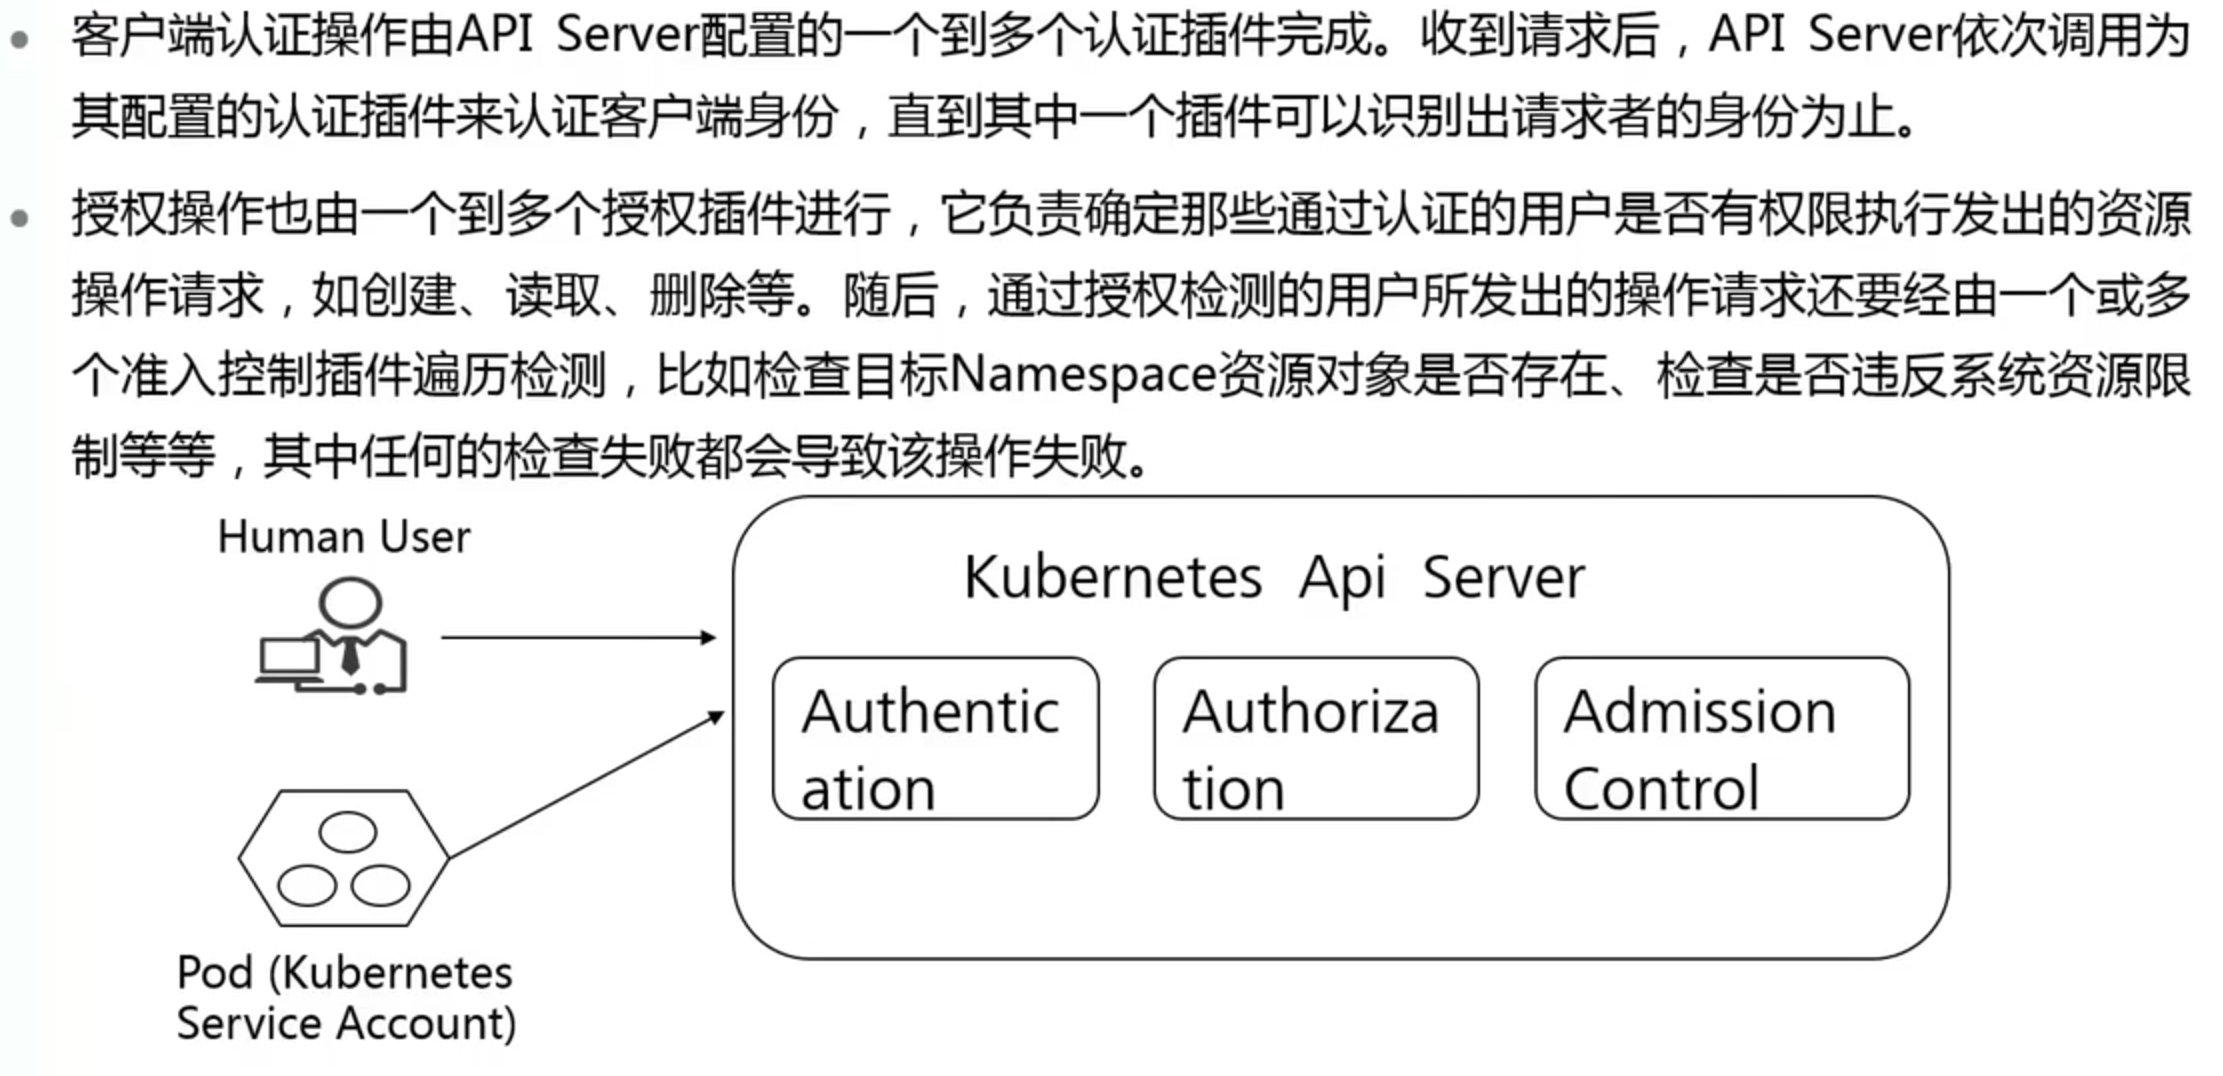 客户端认证操作由API Server配置的一个到多个认证插件完成。收到请求后，API Server依次调用为
其配置的认证插件来认证客户端身份，直到其中一个插件可以识别出请求者的身份为止。
授权操作也由一个到多个授权插件进行，它负责确定那些通过认证的用户是否有权限执行发出的资源
操作请求，如创建、读取、删除等。随后，通过授权检测的用户所发出的操作请求还要经由一个或多
个准入控制插件遍历检测，比如检查目标Namespace资源对象是否存在、检查是否违反系统资源限
制等等，其中任何的检查失败都会导致该操作失败。
Human User
Kubernetes Api Server
Authentic
ation
Authoriza
tion
Admission
Control
Pod (Kubernetes
Service Account)